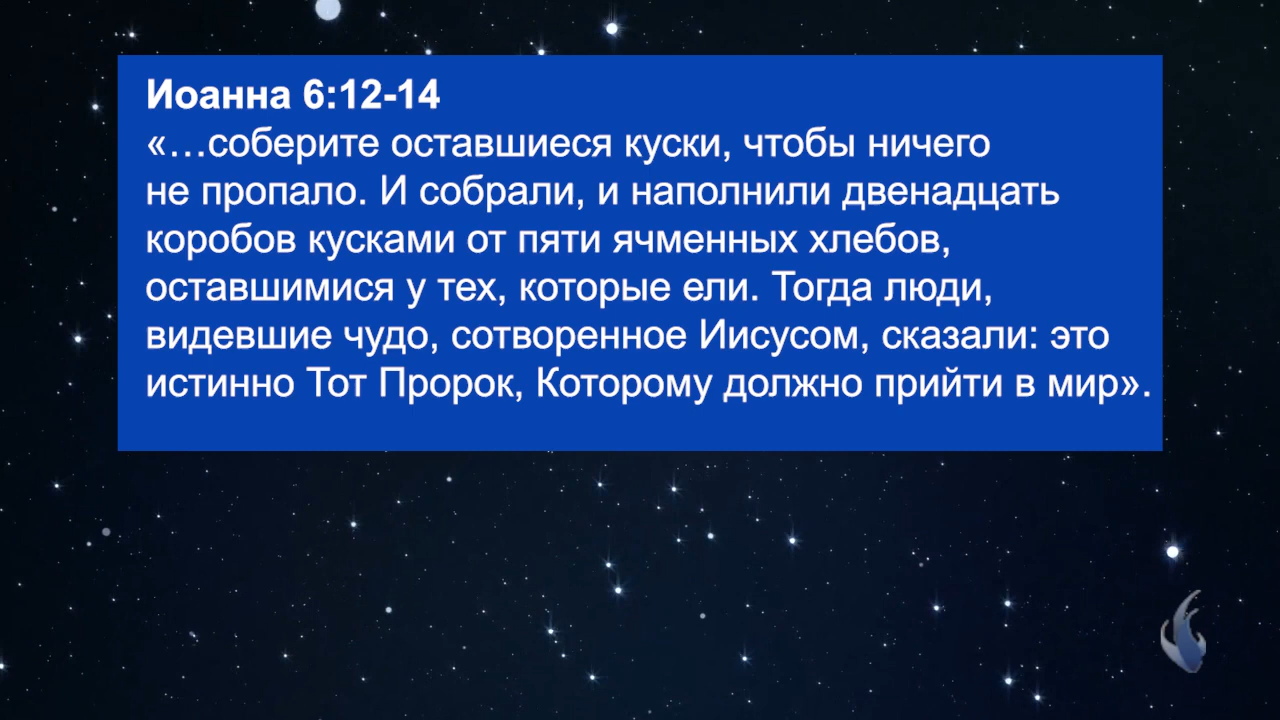 Иоанна 6:12-14
«…соберите оставшиеся куски, чтобы ничего
не пропало. И собрали, и наполнили двенадцать
коробов кусками от пяти ячменных хлебов,
оставшимися у тех, которые ели. Тогда люди,
видевшие чудо, сотворенное Иисусом, сказали: это
истинно Тот Пророк, Которому должно прийти в мир».